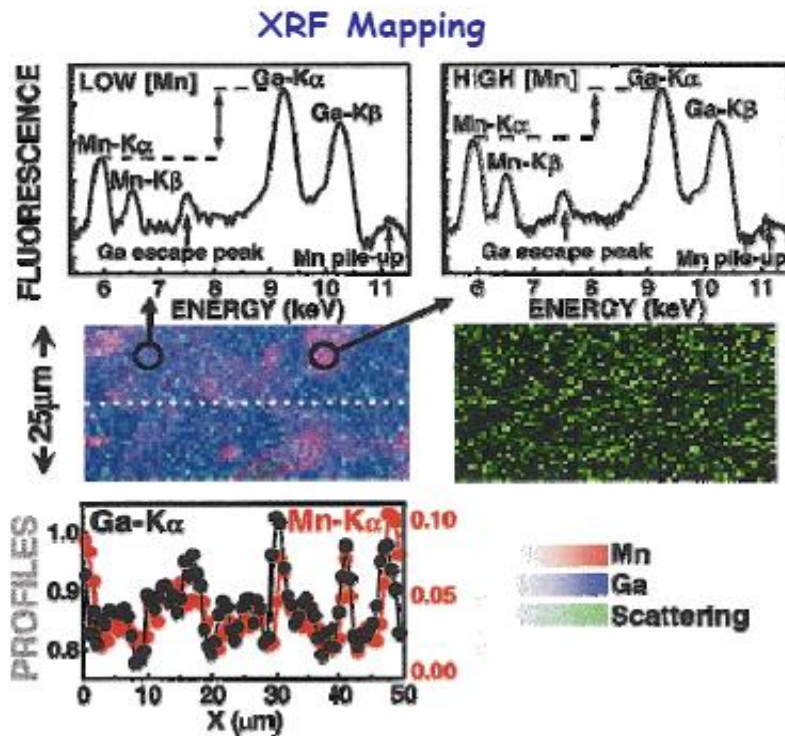 XRF Mapping
FLUORESCENCE
LOW [Mn]
Ga-Kα
Ga-Kβ
Mn-Kα
Mn-Kβ
Ga escape peak
Mn pile-up
6 7 8 9 10 11
ENERGY (keV)
HIGH [Mn]
Ga-Kα
Ga-Kβ
Mn-Kα
Mn-Kβ
Ga escape peak
Mn pile-up
6 7 8 9 10 11
ENERGY (keV)
25μm
PROFILES
Ga-Kα
Mn-Kα
1.0
0.9
0.8
0.10
0.05
0.00
0 10 20 30 40 50
X (μm)
Mn
Ga
Scattering